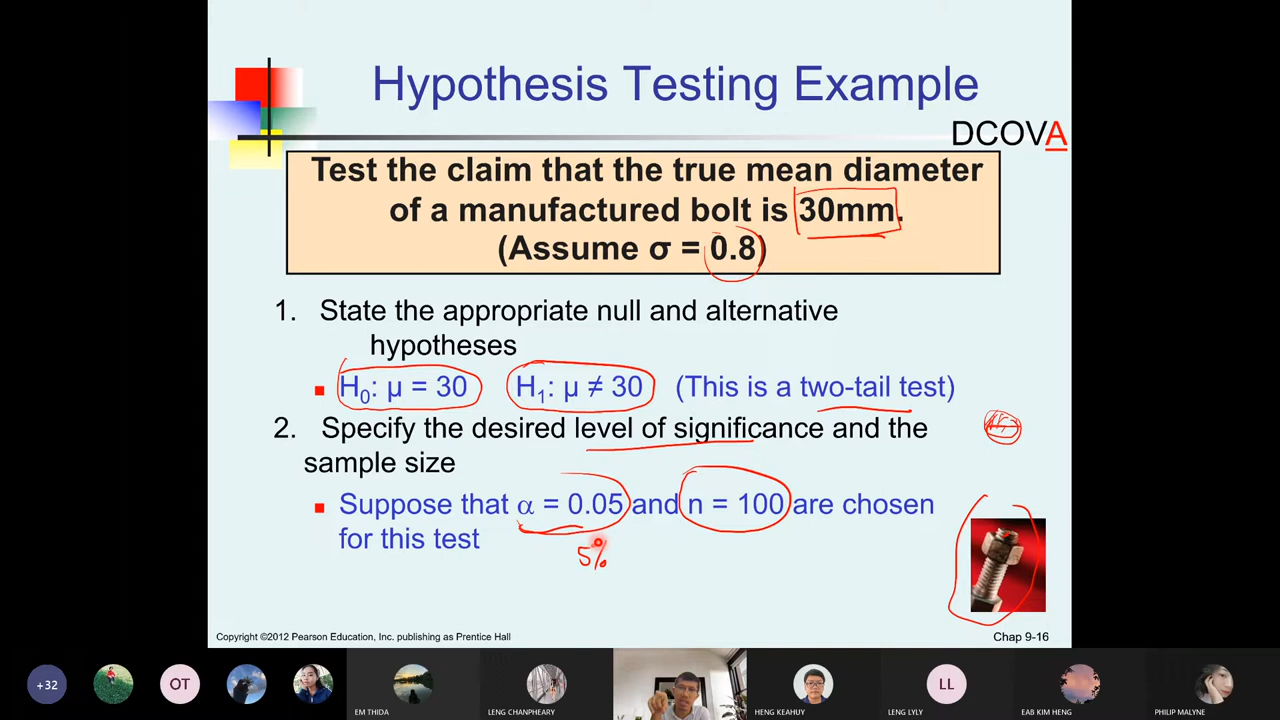 Hypothesis Testing Example
DCOVA
Test the claim that the true mean diameter
of a manufactured bolt is 30mm.
(Assume σ = 0.8)
1. State the appropriate null and alternative
hypotheses
H0: μ = 30 H1: μ ≠ 30 (This is a two-tail test)
2. Specify the desired level of significance and the
sample size
Suppose that α = 0.05 and n = 100 are chosen
for this test
5%
Copyright ©2012 Pearson Education, Inc. publishing as Prentice Hall
Chap 9-16
+32
OT
LL
EM THIDA
LENG CHANPHEARY
HENG KEAHUY
LENG LYLY
EAB KIM HENG
PHILIP MALYNE